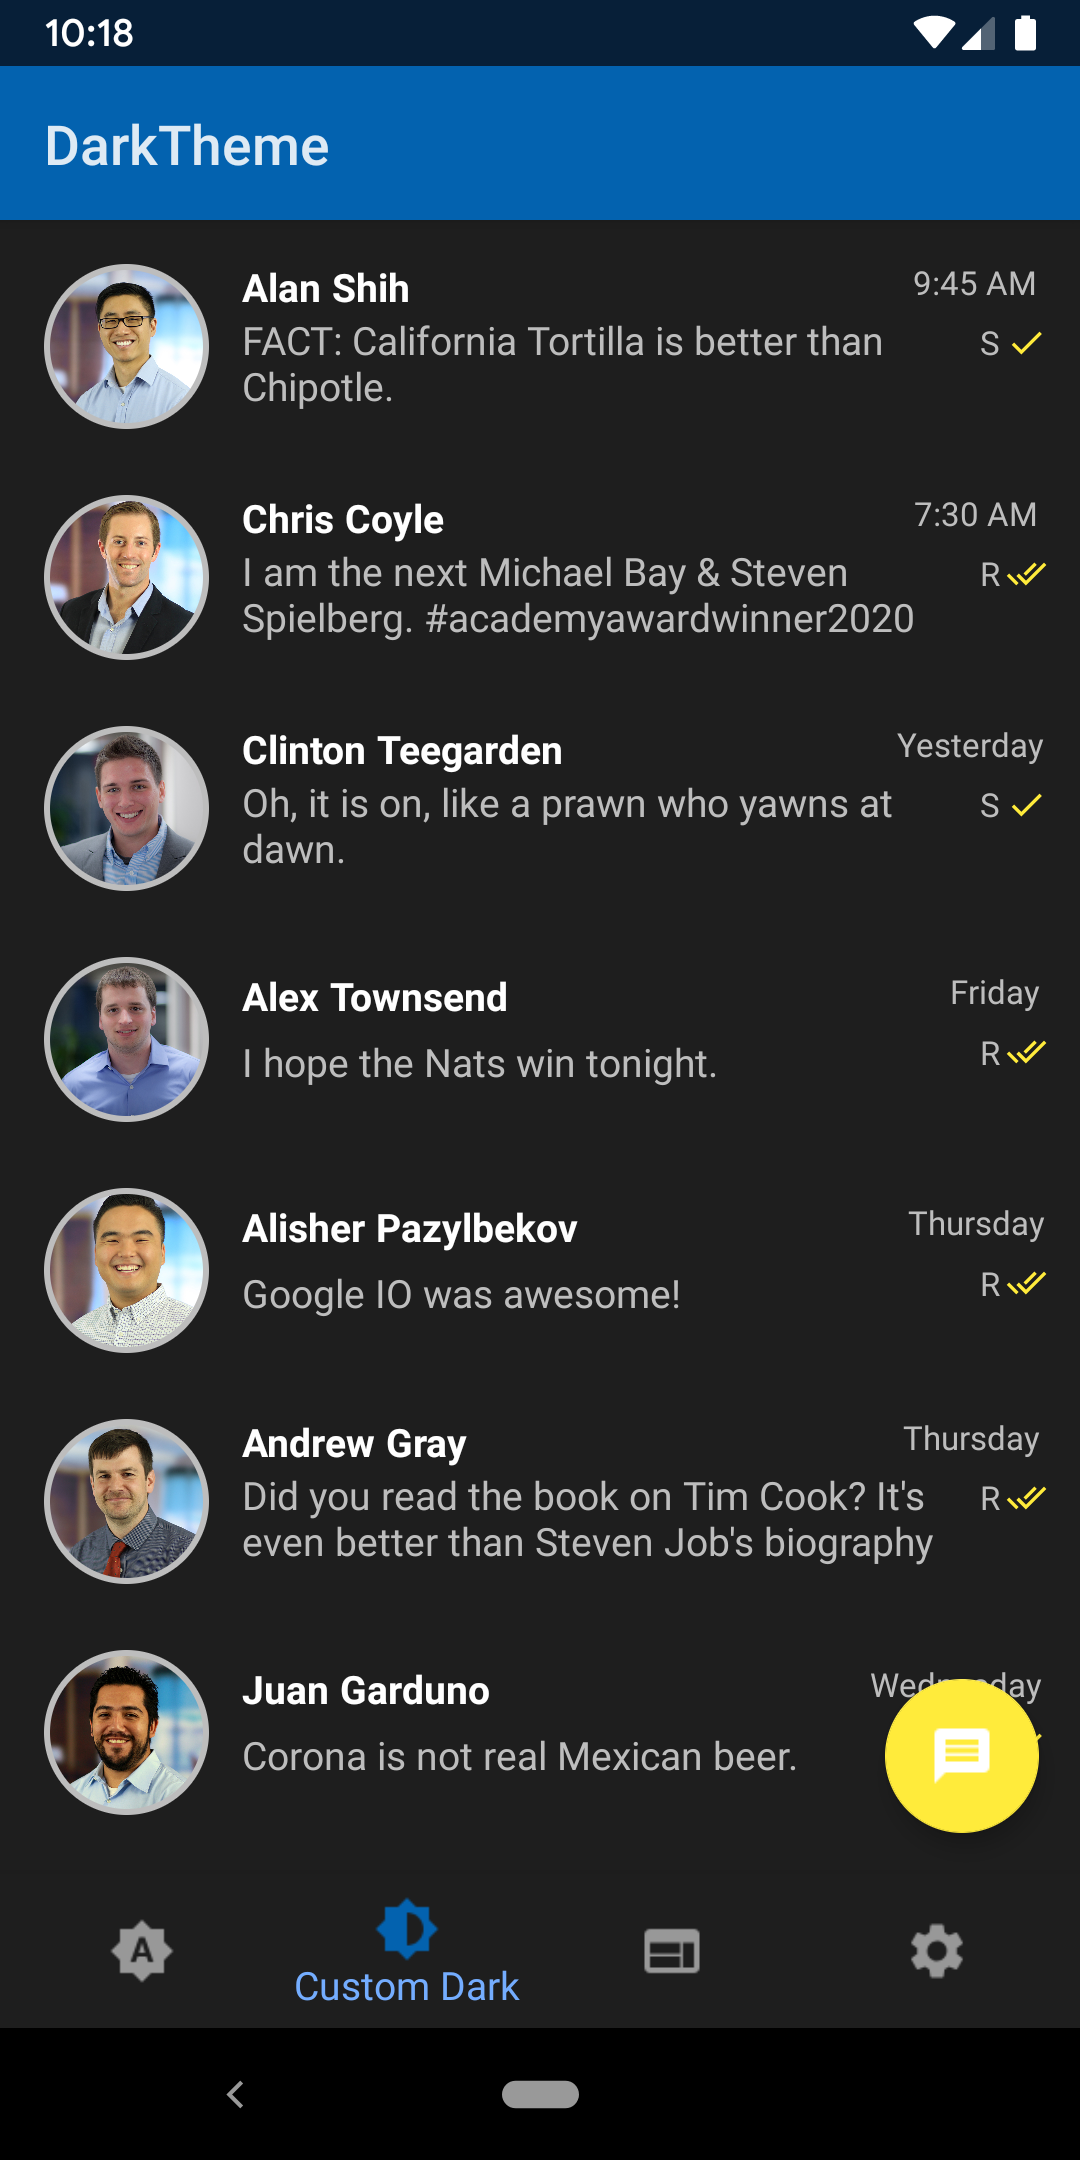 10:18
DarkTheme
Alan Shih
9:45 AM
FACT: California Tortilla is better than
S
Chipotle.
Chris Coyle
7:30 AM
I am the next Michael Bay & Steven
R
Spielberg. #academyawardwinner2020
Clinton Teegarden
Yesterday
Oh, it is on, like a prawn who yawns at
S
dawn.
Alex Townsend
Friday
I hope the Nats win tonight.
R
Alisher Pazylbekov
Thursday
Google IO was awesome!
R
Andrew Gray
Thursday
Did you read the book on Tim Cook? It's
R
even better than Steven Job's biography
Juan Garduno
Wednesday
Corona is not real Mexican beer.
A
Custom Dark